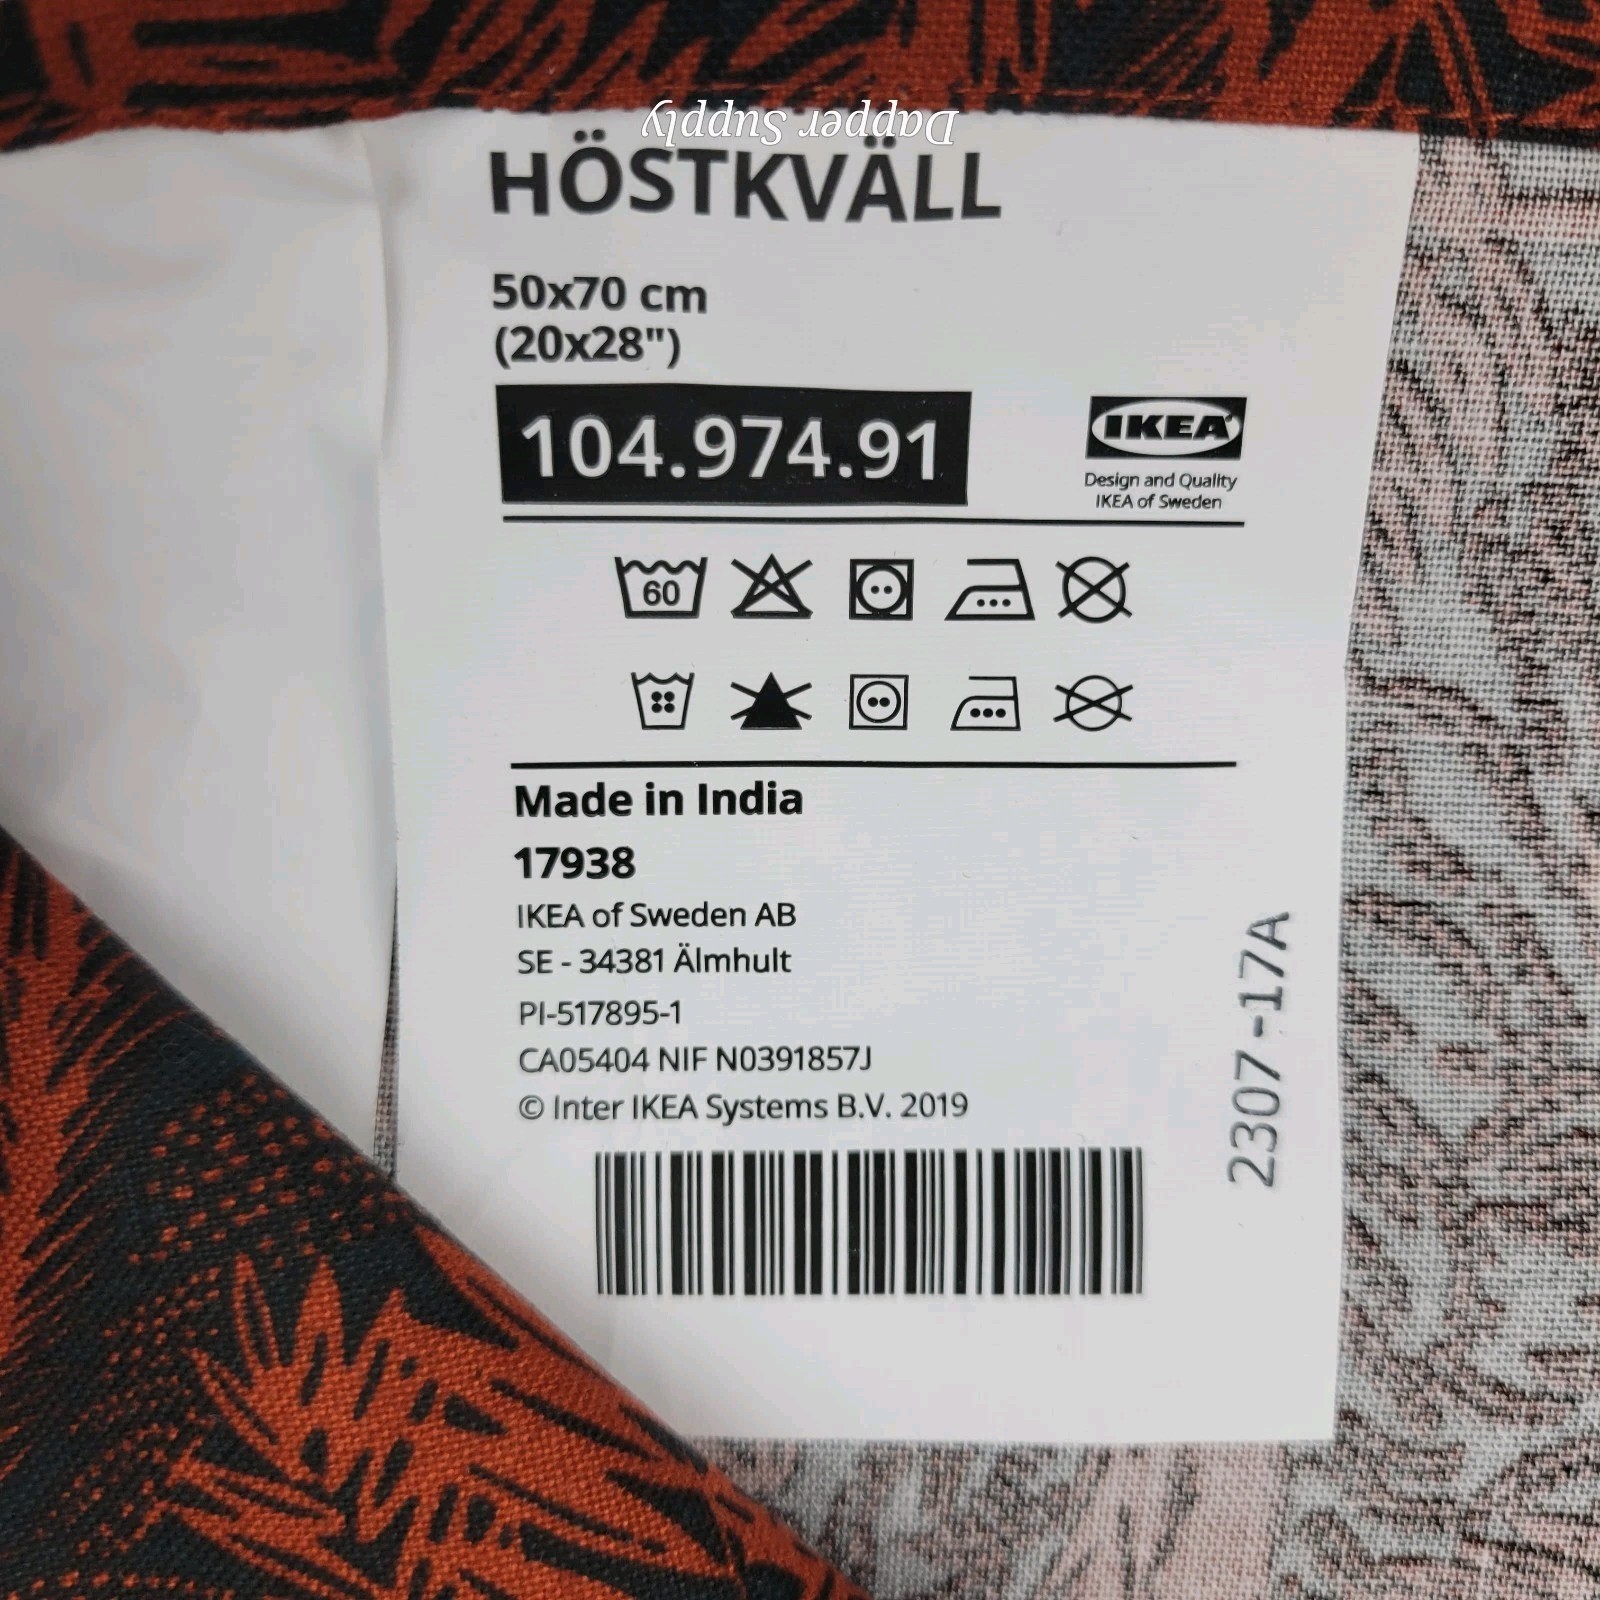 Dapper Supply
HÖSTKVÄLL
50x70 cm
(20x28")
104.974.91
IKEA
Design and Quality
IKEA of Sweden
60
Made in India
17938
IKEA of Sweden AB
SE - 34381 Älmhult
PI-517895-1
CA05404 NIF N0391857J
© Inter IKEA Systems B.V. 2019
2307-17A